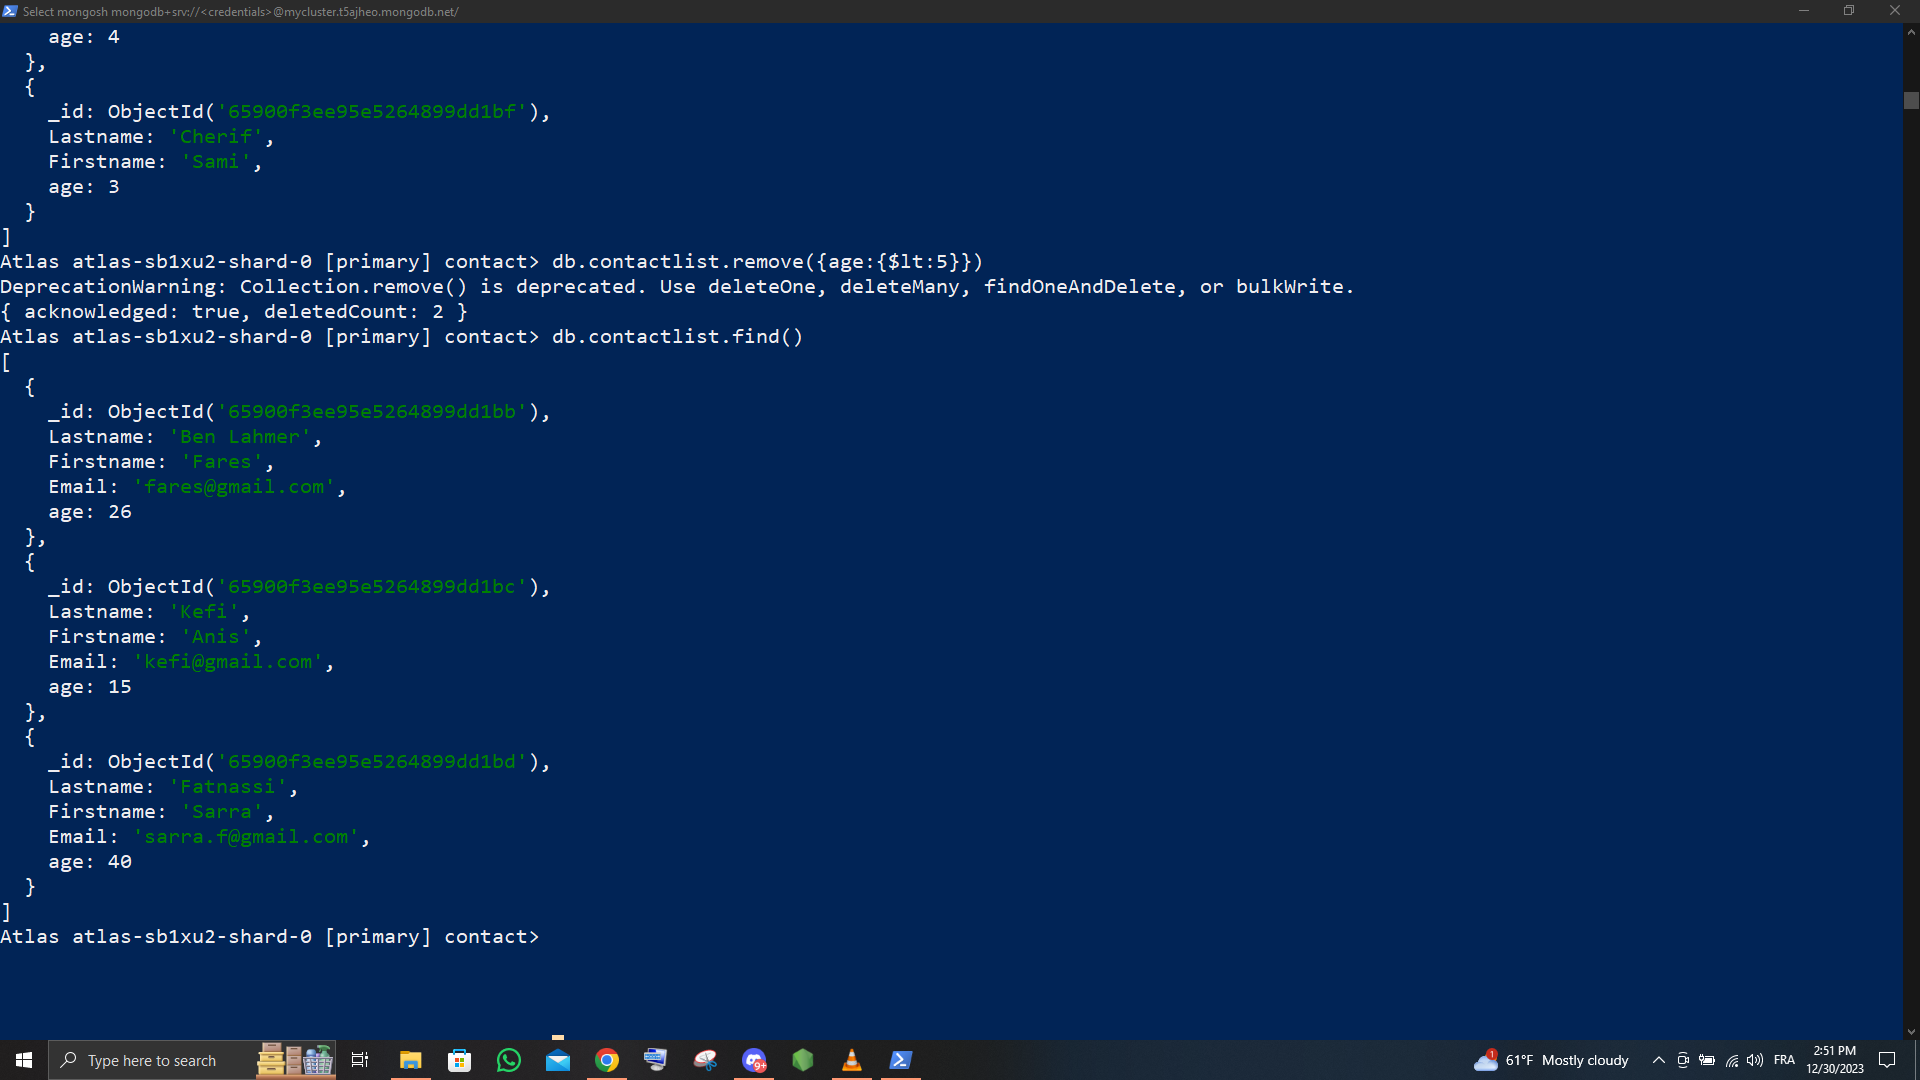 Select mongosh mongodb+srv://<credentials>@mycluster.t5ajheo.mongodb.net/
age: 4
},
{
_id: ObjectId('65900f3ee95e5264899dd1bf'),
Lastname: 'Cherif',
Firstname: 'Sami',
age: 3
}
]
Atlas atlas-sb1xu2-shard-0 [primary] contact> db.contactlist.remove({age:{$lt:5}})
DeprecationWarning: Collection.remove() is deprecated. Use deleteOne, deleteMany, findOneAndDelete, or bulkWrite.
{ acknowledged: true, deletedCount: 2 }
Atlas atlas-sb1xu2-shard-0 [primary] contact> db.contactlist.find()
[
{
_id: ObjectId('65900f3ee95e5264899dd1bb'),
Lastname: 'Ben Lahmer',
Firstname: 'Fares',
Email: 'fares@gmail.com',
age: 26
},
{
_id: ObjectId('65900f3ee95e5264899dd1bc'),
Lastname: 'Kefi',
Firstname: 'Anis',
Email: 'kefi@gmail.com',
age: 15
},
{
_id: ObjectId('65900f3ee95e5264899dd1bd'),
Lastname: 'Fatnassi',
Firstname: 'Sarra',
Email: 'sarra.f@gmail.com',
age: 40
}
]
Atlas atlas-sb1xu2-shard-0 [primary] contact>
Type here to search
9+
1
61°F Mostly cloudy
FRA
2:51 PM
12/30/2023